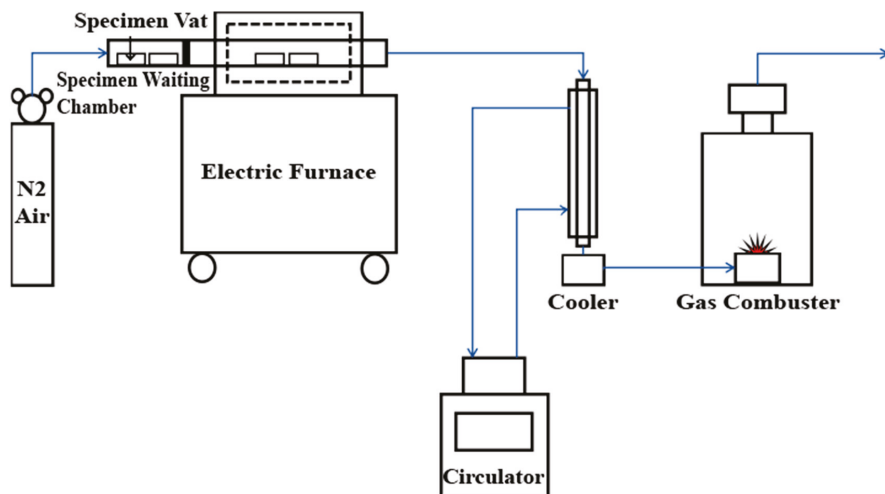 Specimen Vat
Specimen Waiting
Chamber
N2
Air
Electric Furnace
Cooler
Gas Combuster
Circulator